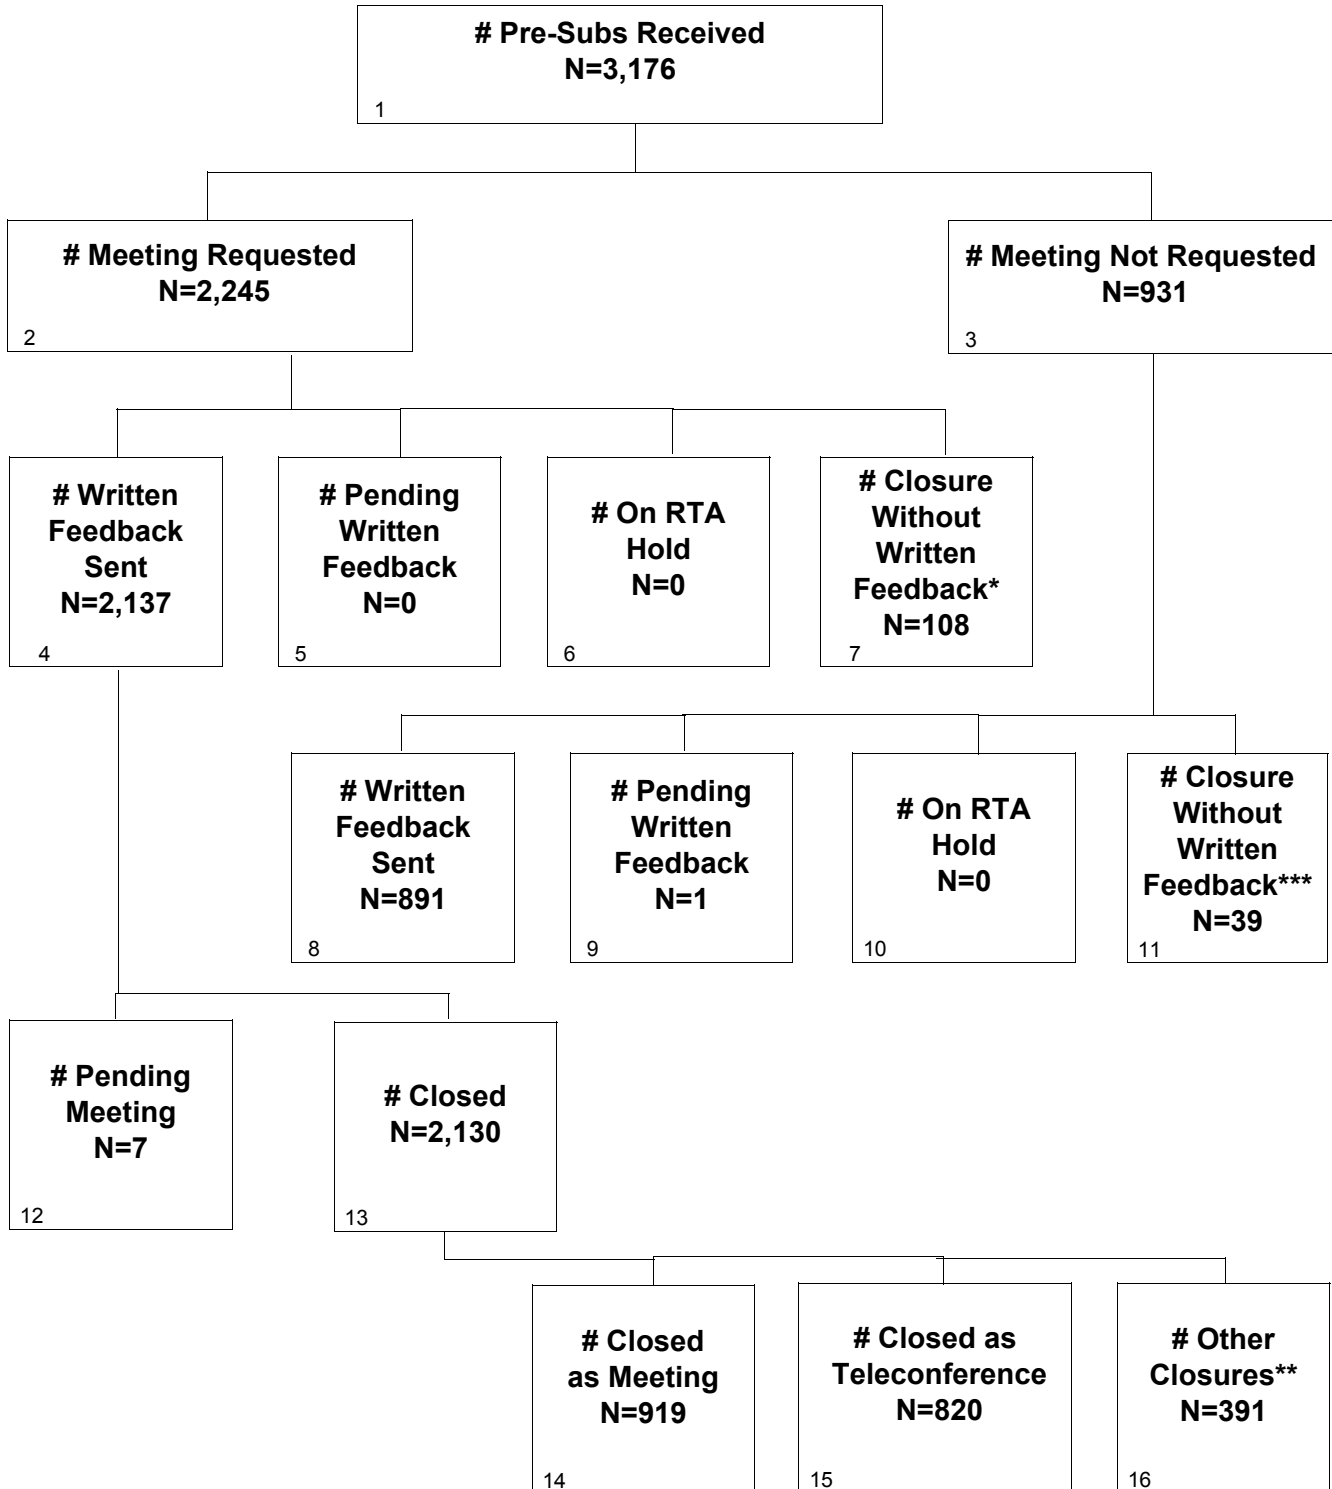 # Pre-Subs Received
N=3,176
1
# Meeting Requested
N=2,245
2
# Meeting Not Requested
N=931
3
# Written
Feedback
Sent
N=2,137
4
# Pending
Written
Feedback
N=0
5
# On RTA
Hold
N=0
6
# Closure
Without
Written
Feedback*
N=108
7
# Written
Feedback
Sent
N=891
8
# Pending
Written
Feedback
N=1
9
# On RTA
Hold
N=0
10
# Closure
Without
Written
Feedback***
N=39
11
# Pending
Meeting
N=7
12
# Closed
N=2,130
13
# Closed
as Meeting
N=919
14
# Closed as
Teleconference
N=820
15
# Other
Closures**
N=391
16